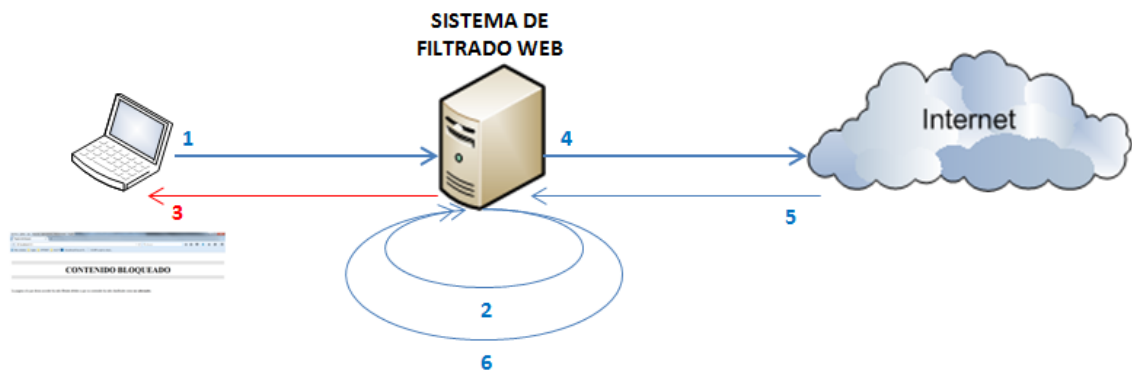 SISTEMA DE
FILTRADO WEB
1
4
Internet
3
5
CONTENIDO BLOQUEADO
2
6